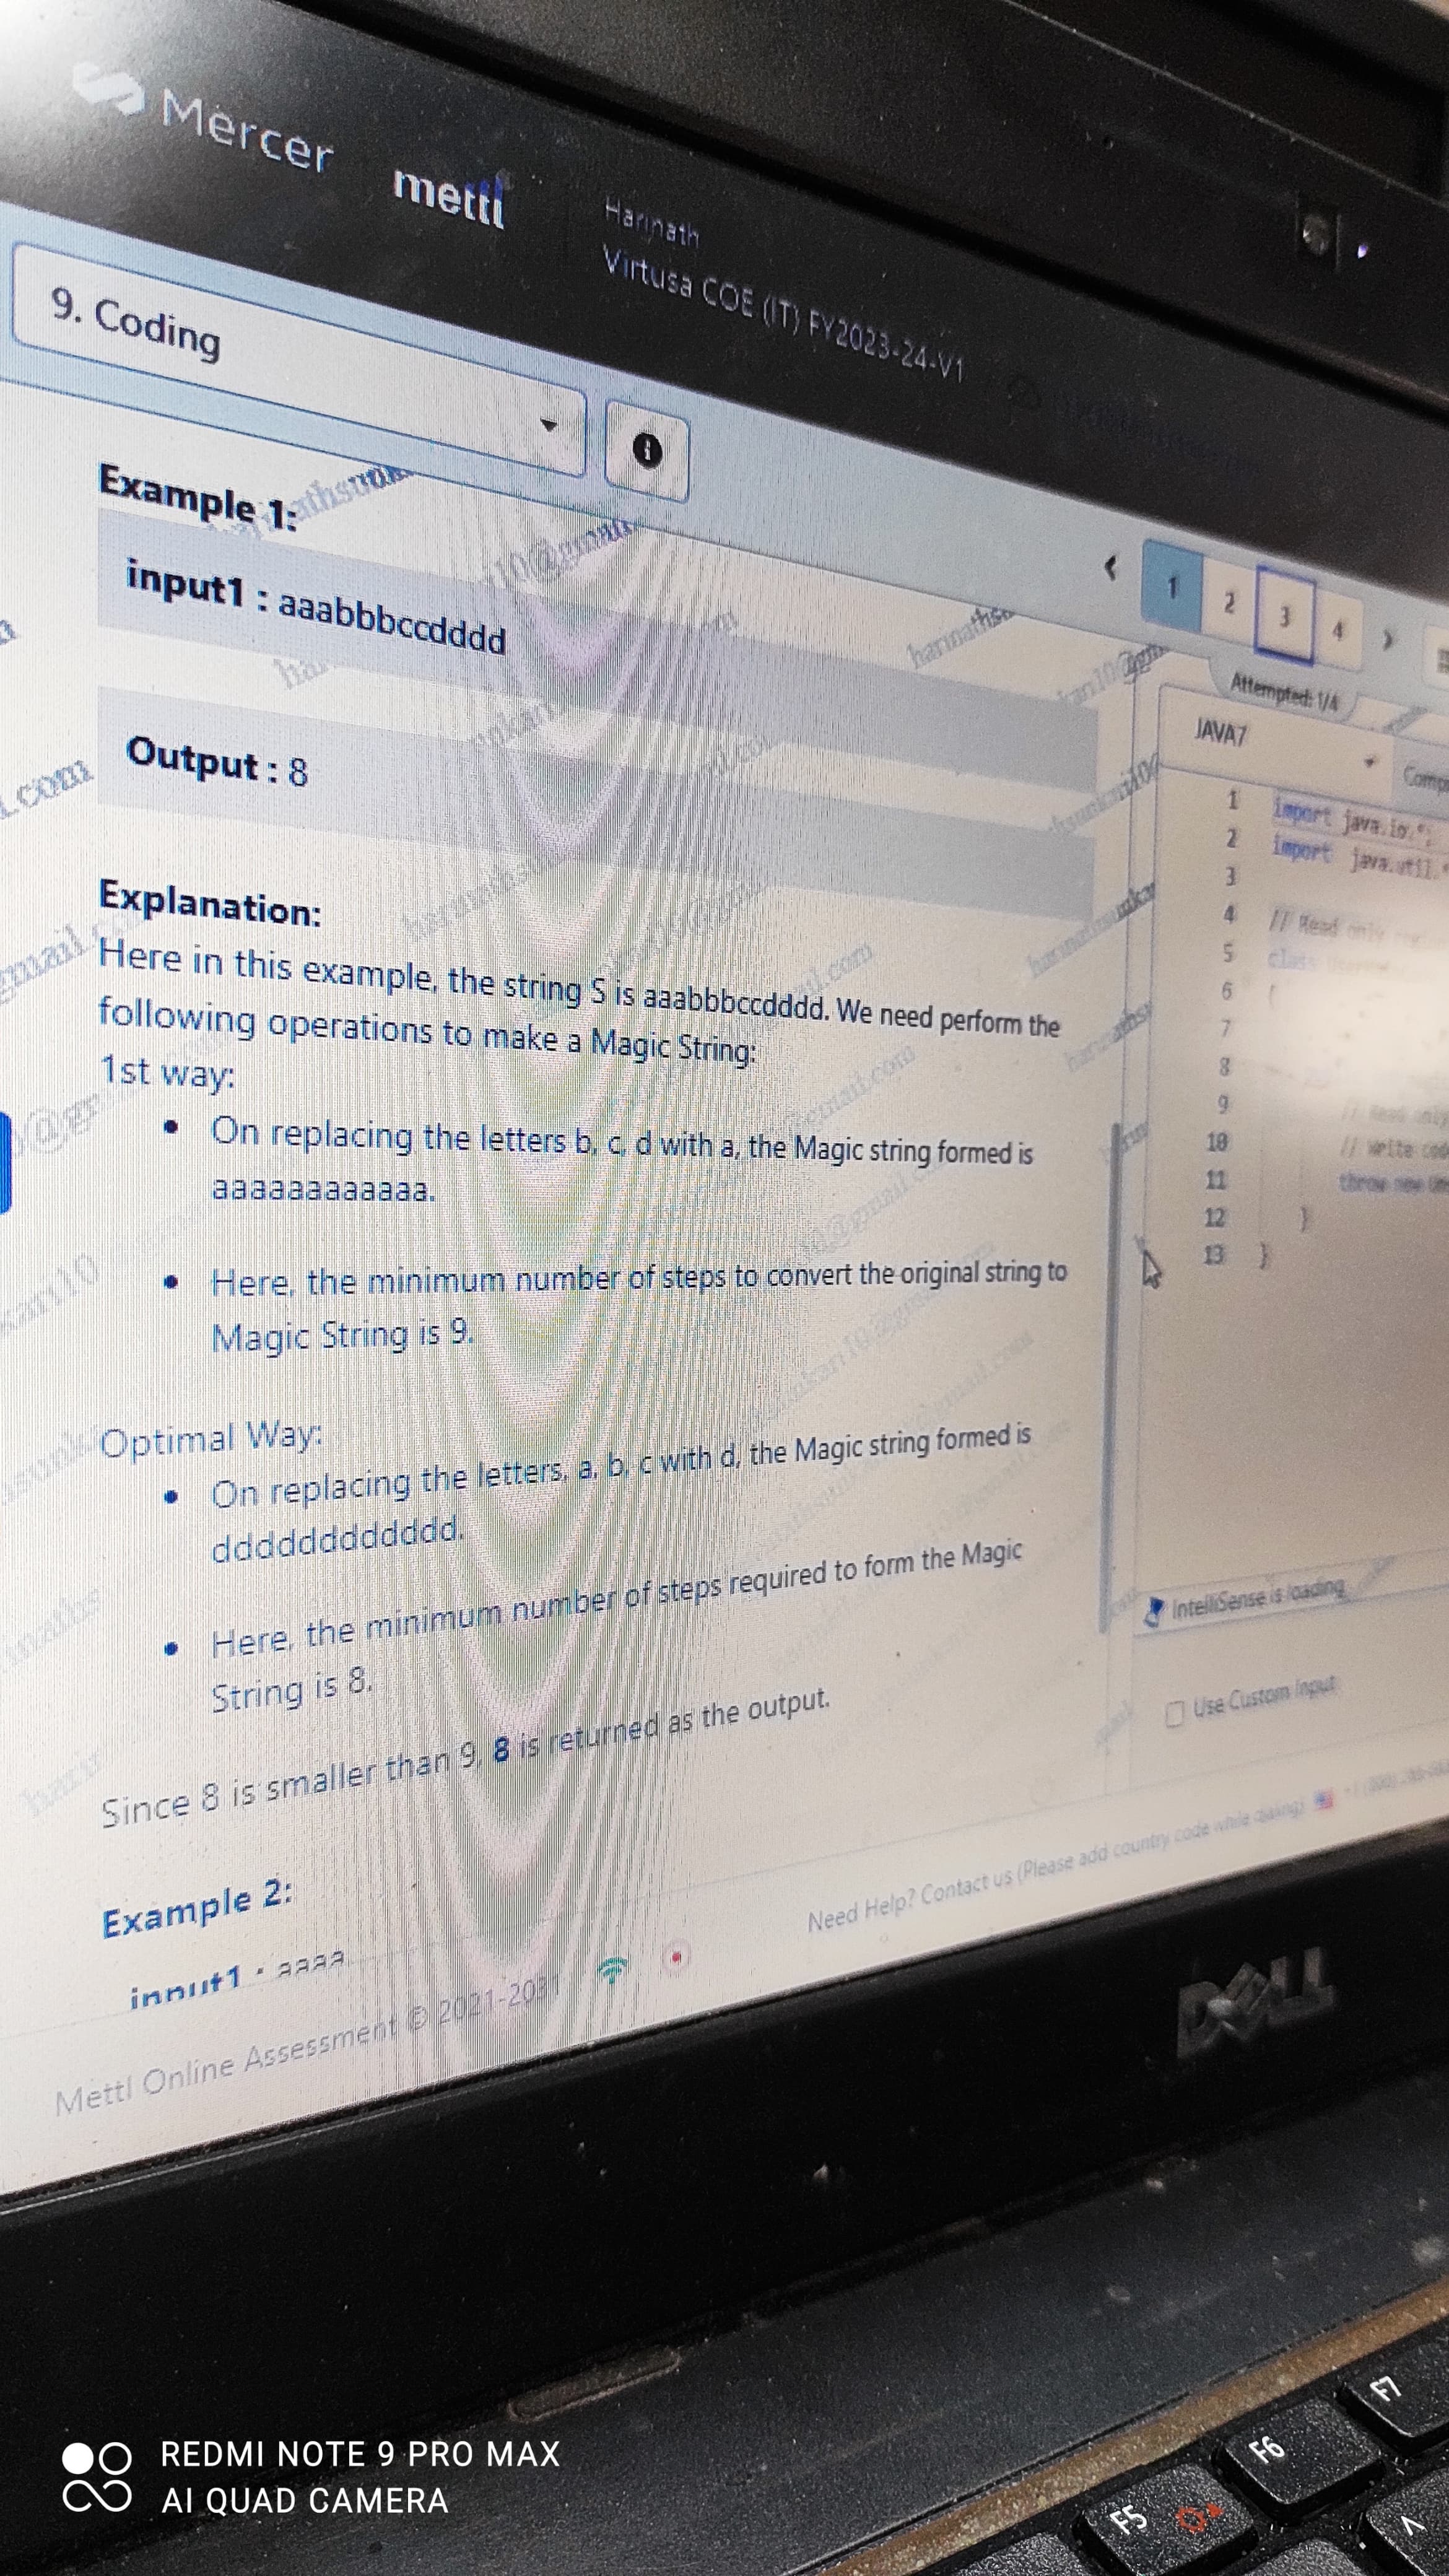 Mercer
mettl
Harinath
Virtusa COE (IT) FY2023-24-V1
9. Coding
1
2
3
4
Attempted: 1/4
Example 1:
input1 : aaabbbccdddd
Output : 8
Explanation:
Here in this example, the string S is aaabbbccdddd. We need perform the
following operations to make a Magic String:
1st way:
On replacing the letters b, c, d with a, the Magic string formed is
aaaaaaaaaaaa.
Here, the minimum number of steps to convert the original string to
Magic String is 9.
Optimal Way:
On replacing the letters, a, b, c with d, the Magic string formed is
dddddddddddd.
Here, the minimum number of steps required to form the Magic
String is 8.
Since 8 is smaller than 9, 8 is returned as the output.
Example 2:
input1 : aaaa
JAVA7
1 import java.io.*;
2 import java.util.*
3
4 // Read only
5
6
7
8
9
10 // write
11 throw new
12 }
13 }
IntelliSense is loading
Use Custom Input
Need Help? Contact us (Please add country code while dialing)
Mettl Online Assessment © 2021-2031
DELL
F5
F6
F7
REDMI NOTE 9 PRO MAX
AI QUAD CAMERA